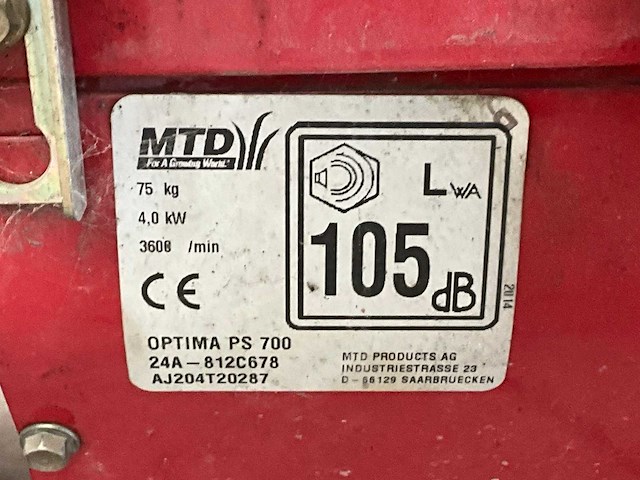 MTD
For A Growing World.
75 kg
4,0 kW
3608 /min
CE
LWA
105 dB
2014
OPTIMA PS 700
24A-812C678
AJ204T20287
MTD PRODUCTS AG
INDUSTRIESTRASSE 23
D-66129 SAARBRUECKEN